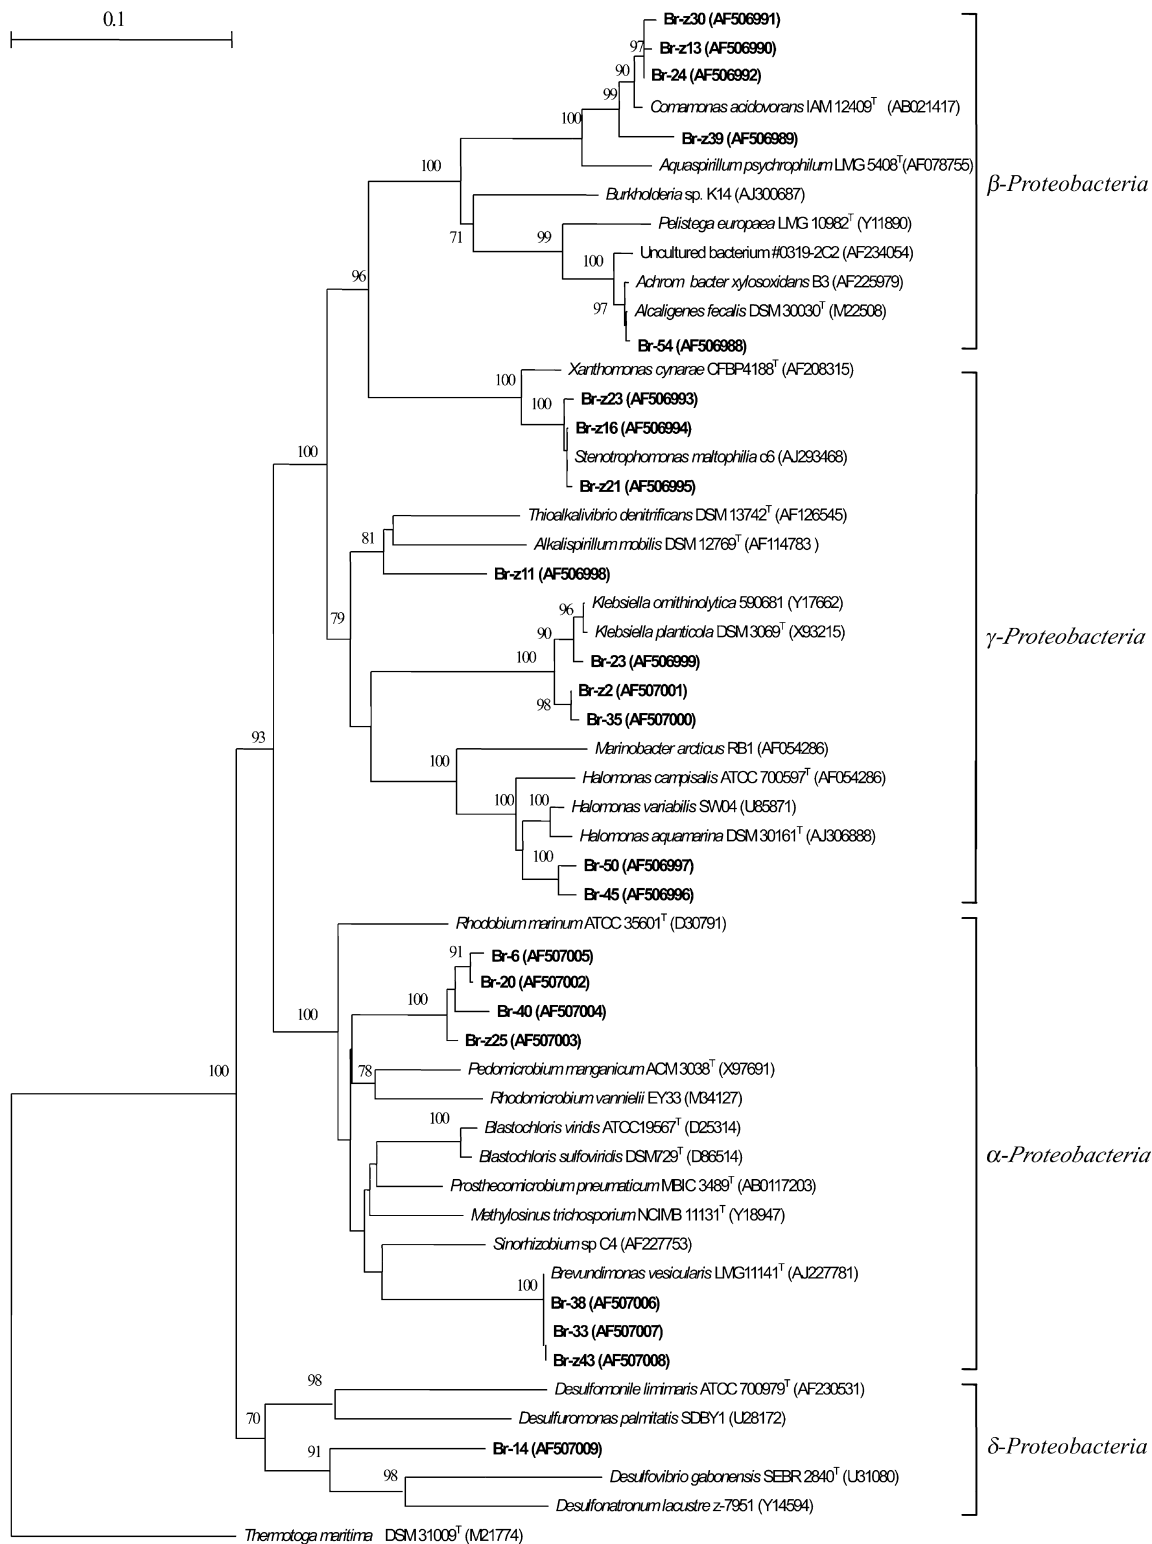 0.1
Br-z30 (AF506991)
97
Br-z13 (AF506990)
90
Br-24 (AF506992)
99
Comamonas acidovorans IAM 12409T (AB021417)
100
Br-z39 (AF506989)
100
Aquaspirillum psychrophilum LMG 5408T(AF078755)
β-Proteobacteria
Burkholderia sp. K14 (AJ300687)
71
Pelistega europaea LMG 10982T (Y11890)
99
Uncultured bacterium #0319-2C2 (AF234054)
100
96
Achrom bacter xylosoxidans B3 (AF225979)
97
Alcaligenes fecalis DSM 30030T (M22508)
Br-54 (AF506988)
Xanthomonas cynarae CFBP4188T (AF208315)
100
Br-z23 (AF506993)
100
Br-z16 (AF506994)
100
Stenotrophomonas maltophilia c6 (AJ293468)
Br-z21 (AF506995)
Thioalkalivibrio denitrificans DSM 13742T (AF126545)
81
Alkalispirillum mobilis DSM 12769T (AF114783 )
Br-z11 (AF506998)
Klebsiella ornithinolytica 590681 (Y17662)
96
79
90
Klebsiella planticola DSM 3069T (X93215)
γ-Proteobacteria
100
Br-23 (AF506999)
Br-z2 (AF507001)
98
Br-35 (AF507000)
93
Marinobacter arcticus RB1 (AF054286)
100
Halomonas campisalis ATCC 700597T (AF054286)
100
100
Halomonas variabilis SW04 (U85871)
Halomonas aquamarina DSM 30161T (AJ306888)
100
Br-50 (AF506997)
Br-45 (AF506996)
Rhodobium marinum ATCC 35601T (D30791)
91
Br-6 (AF507005)
Br-20 (AF507002)
100
Br-40 (AF507004)
100
Br-z25 (AF507003)
100
78
Pedomicrobium manganicum ACM 3038T (X97691)
Rhodomicrobium vannielii EY33 (M34127)
100
Blastochloris viridis ATCC19567T (D25314)
Blastochloris sulfoviridis DSM729T (D86514)
α-Proteobacteria
Prosthecomicrobium pneumaticum MBIC 3489T (AB0117203)
Methylosinus trichosporium NCIMB 11131T (Y18947)
Sinorhizobium sp C4 (AF227753)
Brevundimonas vesicularis LMG11141T (AJ227781)
100
Br-38 (AF507006)
Br-33 (AF507007)
Br-z43 (AF507008)
98
Desulfomonile limimaris ATCC 700979T (AF230531)
70
Desulfuromonas palmitatis SDBY1 (U28172)
91
Br-14 (AF507009)
δ-Proteobacteria
98
Desulfovibrio gabonensis SEBR 2840T (U31080)
Desulfonatronum lacustre z-7951 (Y14594)
Thermotoga maritima DSM 31009T (M21774)